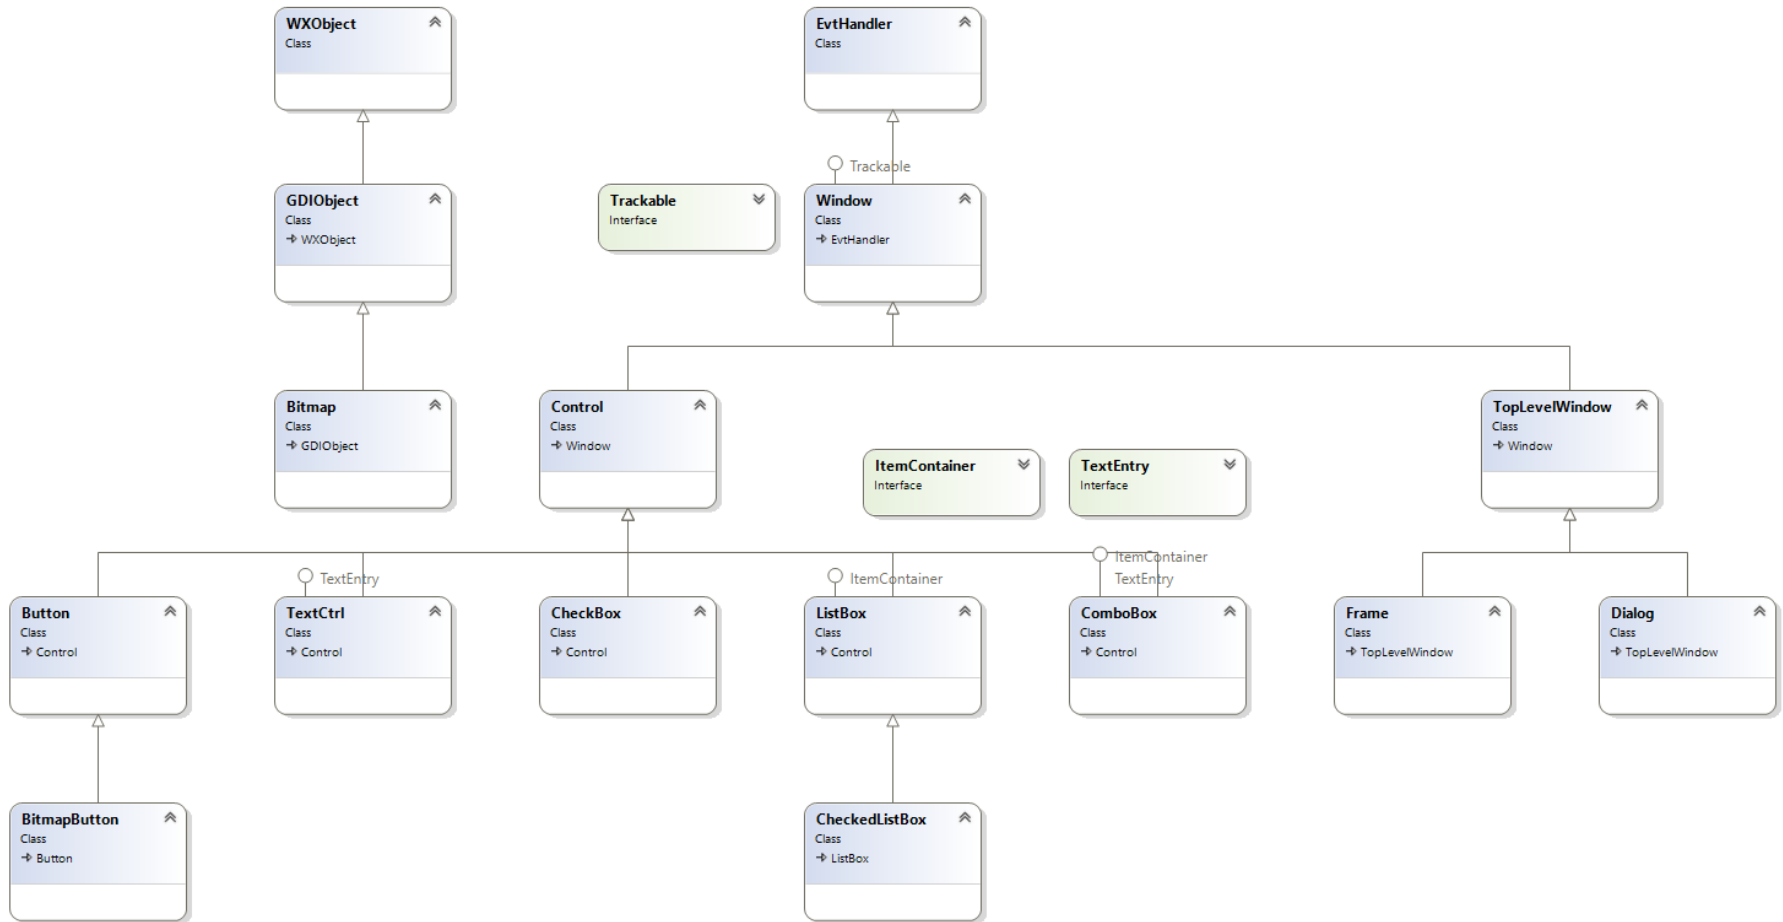 WXObject
Class
EvtHandler
Class
Trackable
GDIObject
Class
WXObject
Trackable
Interface
Window
Class
EvtHandler
Bitmap
Class
GDIObject
Control
Class
Window
ItemContainer
Interface
TextEntry
Interface
TopLevelWindow
Class
Window
TextEntry
ItemContainer
ItemContainer
TextEntry
Button
Class
Control
TextCtrl
Class
Control
CheckBox
Class
Control
ListBox
Class
Control
ComboBox
Class
Control
Frame
Class
TopLevelWindow
Dialog
Class
TopLevelWindow
BitmapButton
Class
Button
CheckedListBox
Class
ListBox